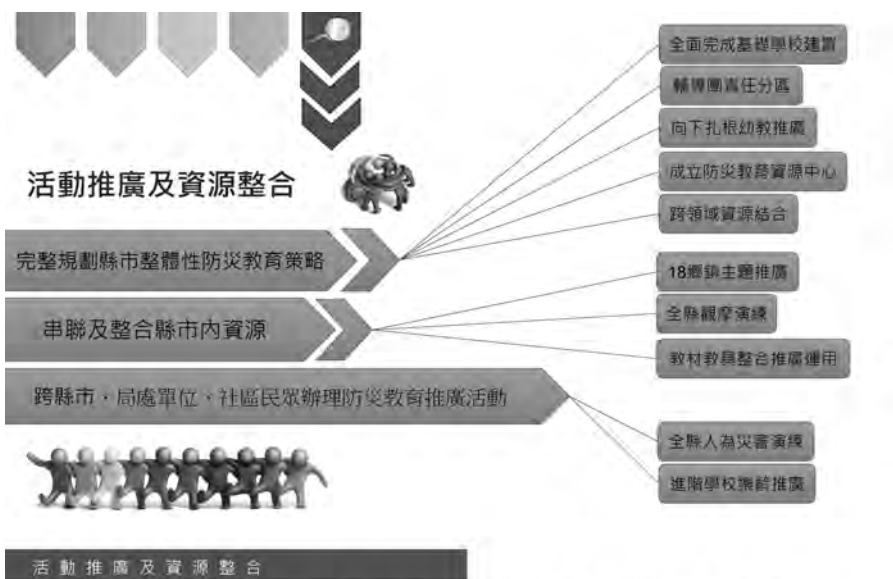 活動推廣及資源整合
完整規劃縣市整體性防災教育策略
全面完成基礎學校建置
輔導團責任分區
向下扎根幼教推廣
成立防災教育資源中心
跨領域資源結合
串聯及整合縣市內資源
18鄉鎮主題推廣
全縣觀摩演練
教材教具整合推廣運用
跨縣市、局處單位、社區民眾辦理防災教育推廣活動
全縣人為災害演練
進階學校樂齡推廣
活動推廣及資源整合